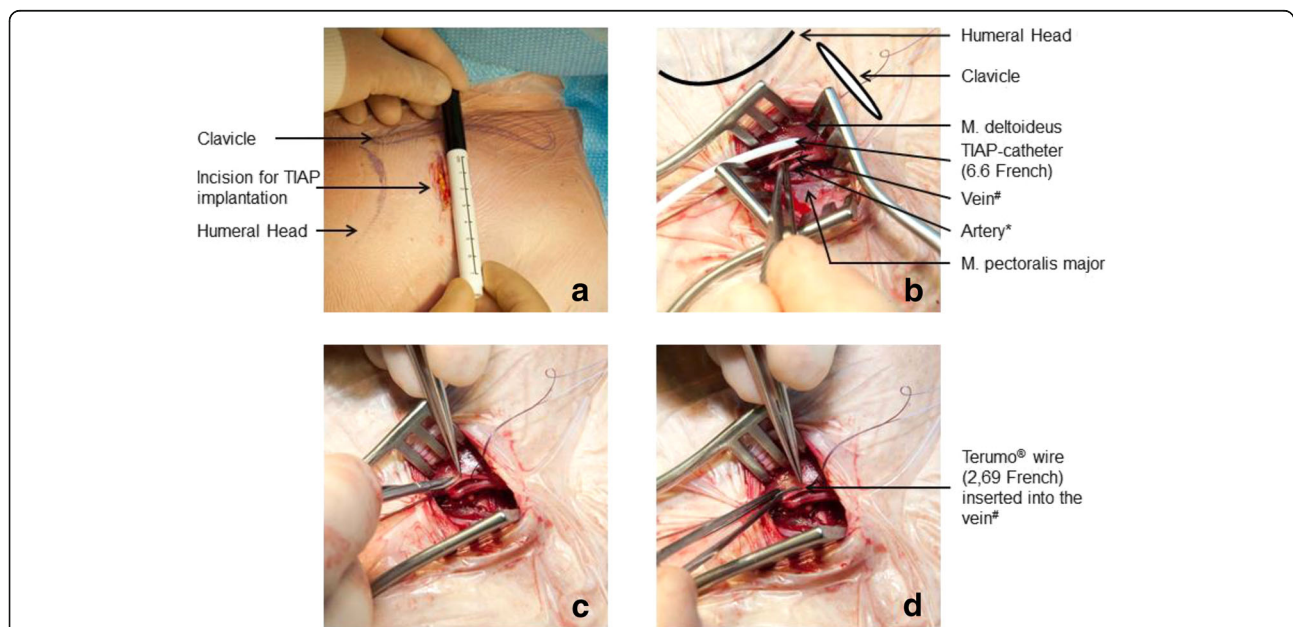 Clavicle
Incision for TIAP
implantation
Humeral Head
a
Humeral Head
Clavicle
M. deltoideus
TIAP-catheter
(6.6 French)
Vein#
Artery*
M. pectoralis major
b
c
d
Terumo® wire
(2,69 French)
inserted into the
vein#